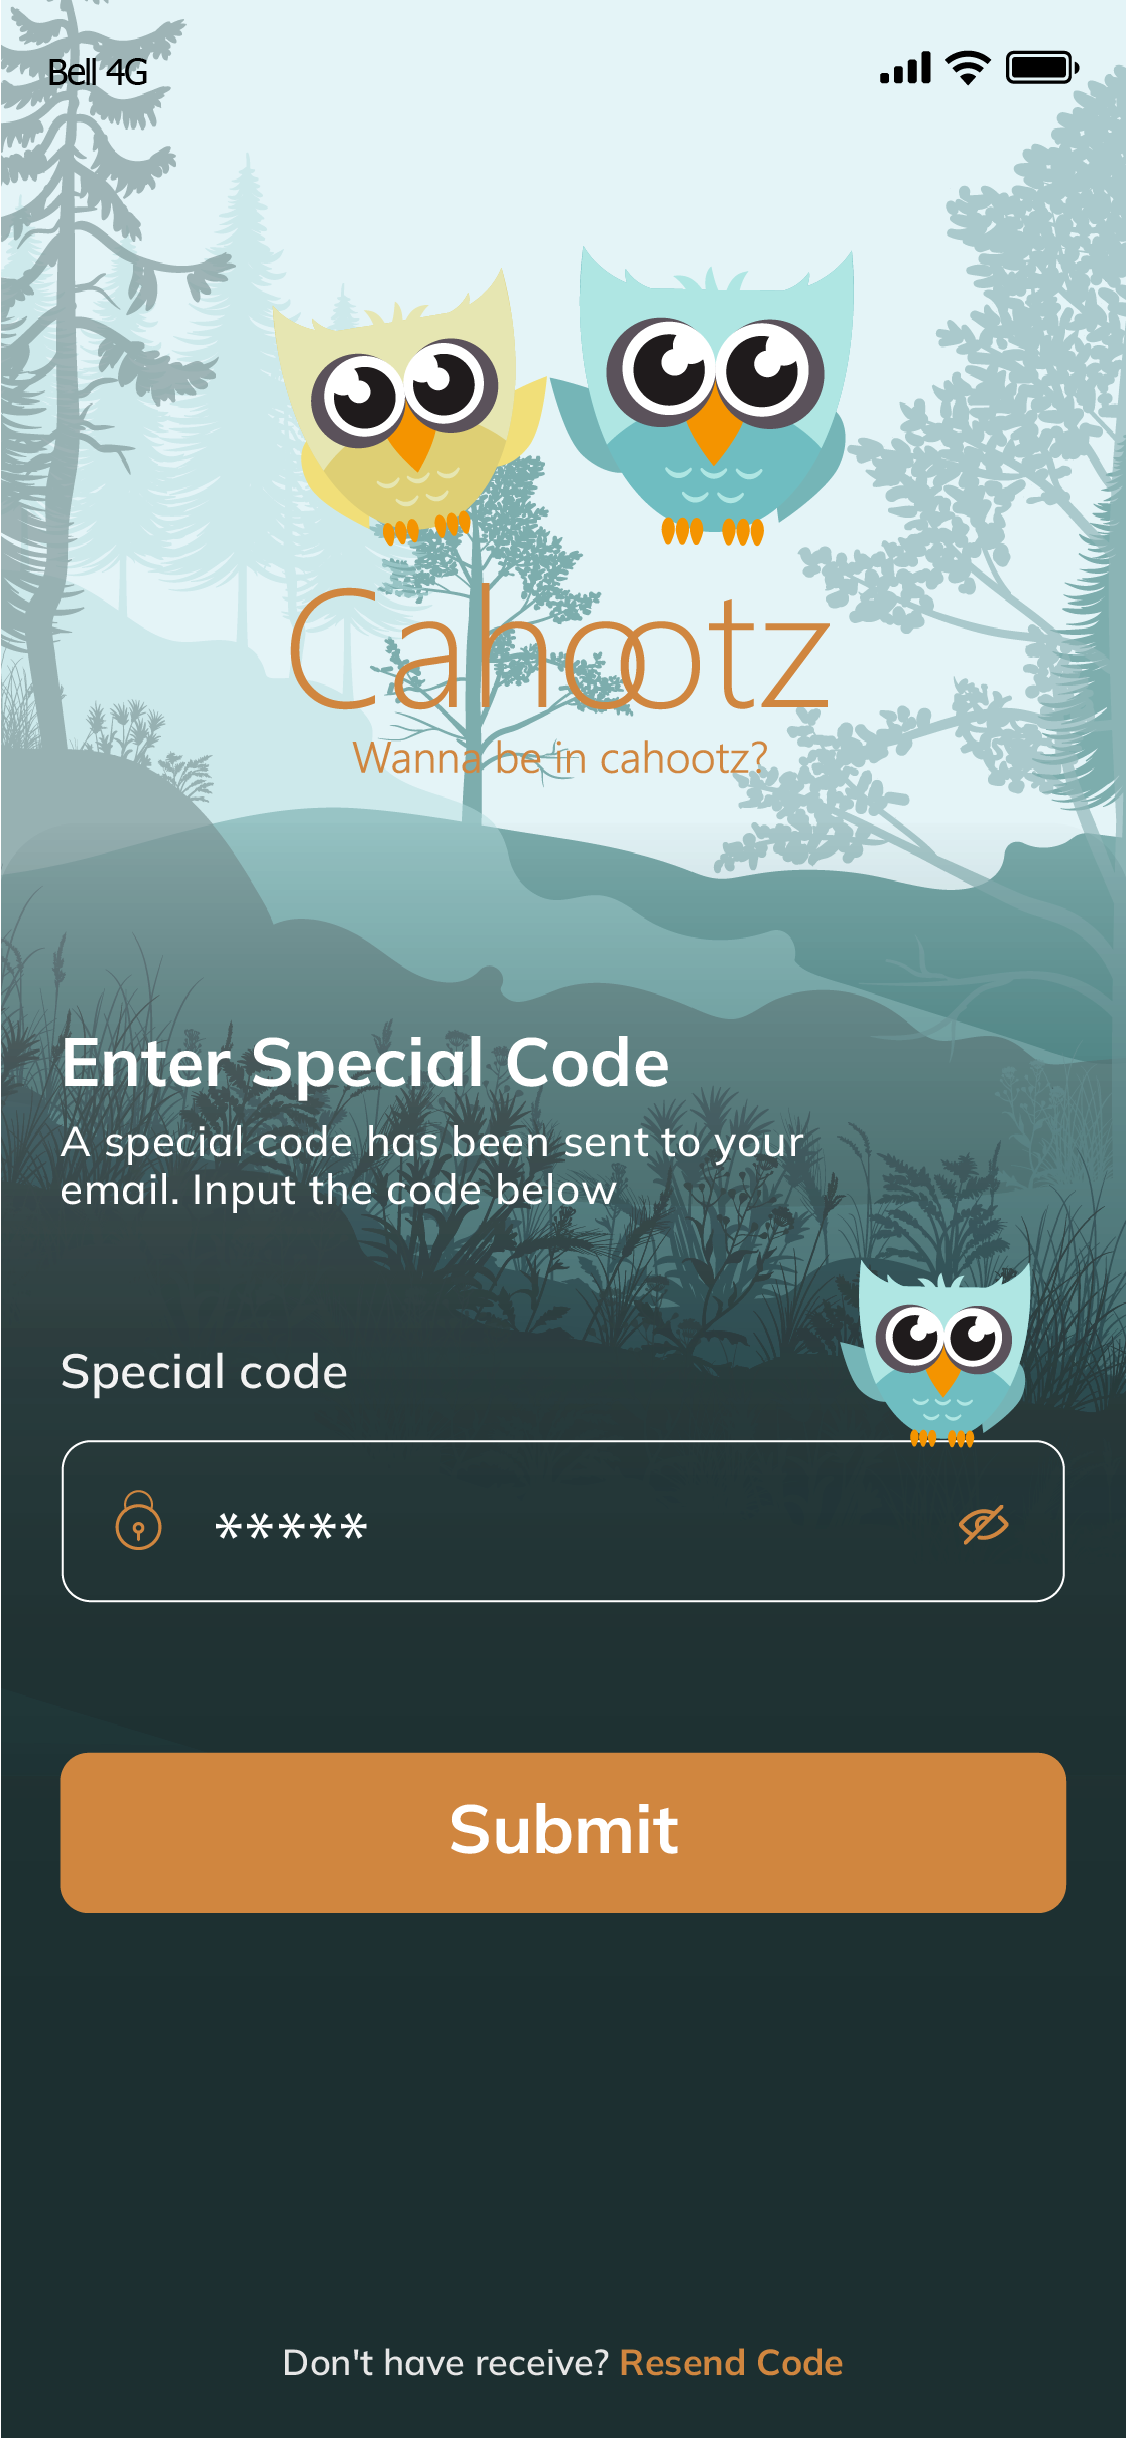 Bell 4G
Cahootz
Wanna be in cahootz?
Enter Special Code
A special code has been sent to your
email. Input the code below
Special code
*****
Submit
Don't have receive? Resend Code